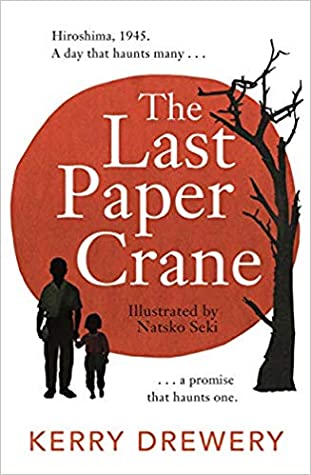 Hiroshima, 1945.
A day that haunts many . . .
The
Last
Paper
Crane
Illustrated by
Natsko Seki
. . . a promise
that haunts one.
KERRY DREWERY